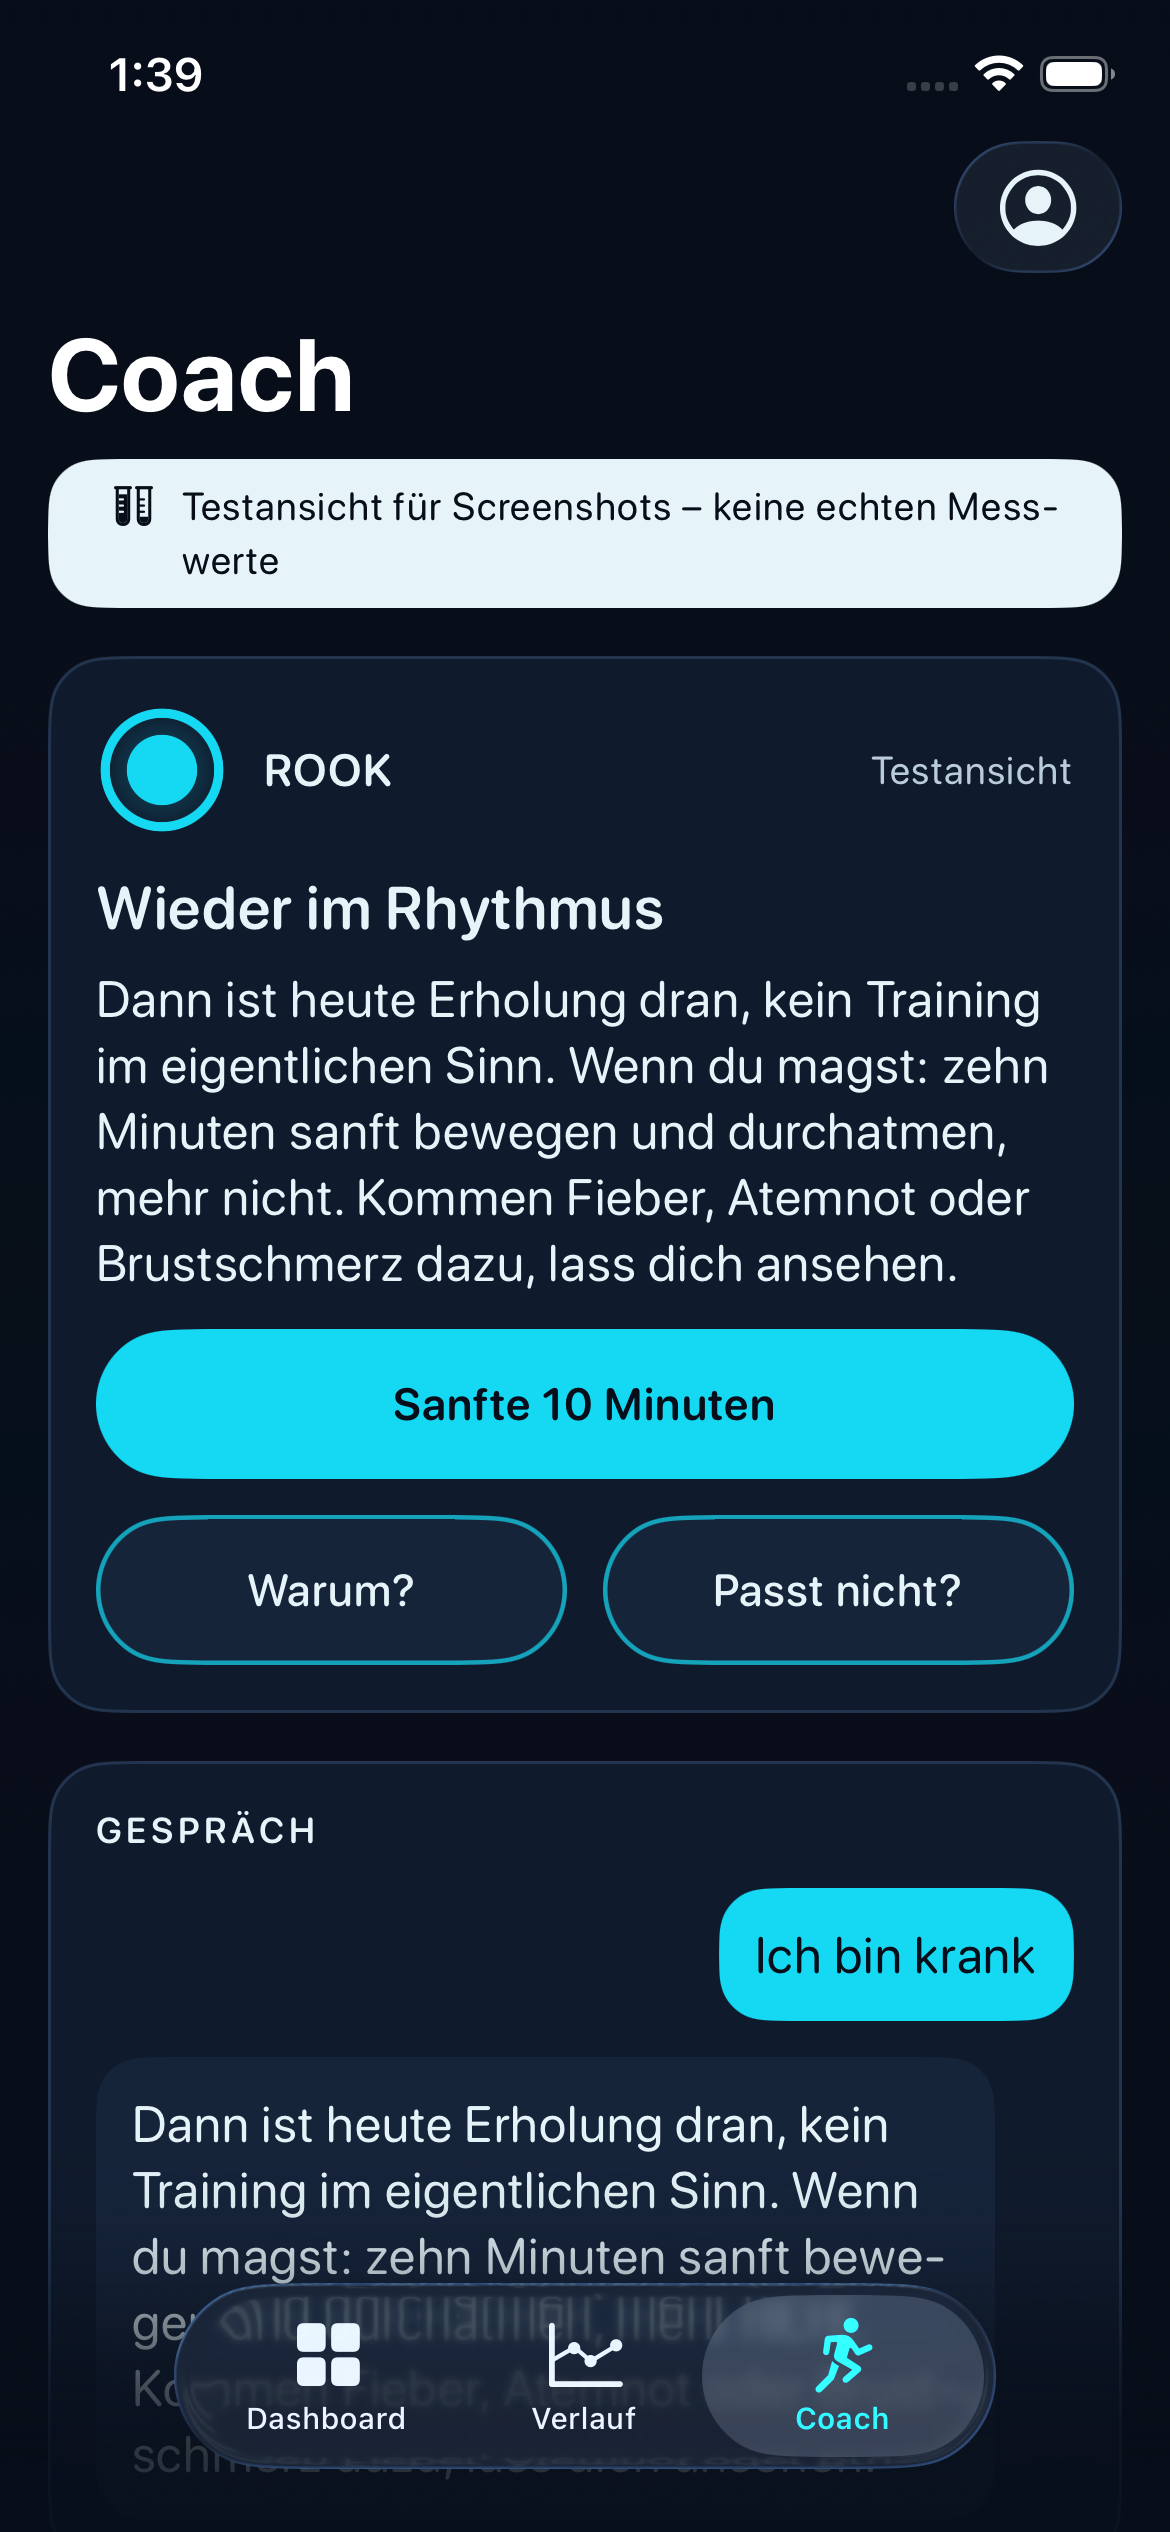 1:39
Coach
Testansicht für Screenshots – keine echten Mess-
werte
ROOK
Testansicht
Wieder im Rhythmus
Dann ist heute Erholung dran, kein Training
im eigentlichen Sinn. Wenn du magst: zehn
Minuten sanft bewegen und durchatmen,
mehr nicht. Kommen Fieber, Atemnot oder
Brustschmerz dazu, lass dich ansehen.
Sanfte 10 Minuten
Warum?
Passt nicht?
GESPRÄCH
Ich bin krank
Dann ist heute Erholung dran, kein
Training im eigentlichen Sinn. Wenn
du magst: zehn Minuten sanft bewe-
Fieber,
Dashboard
Verlauf
Coach